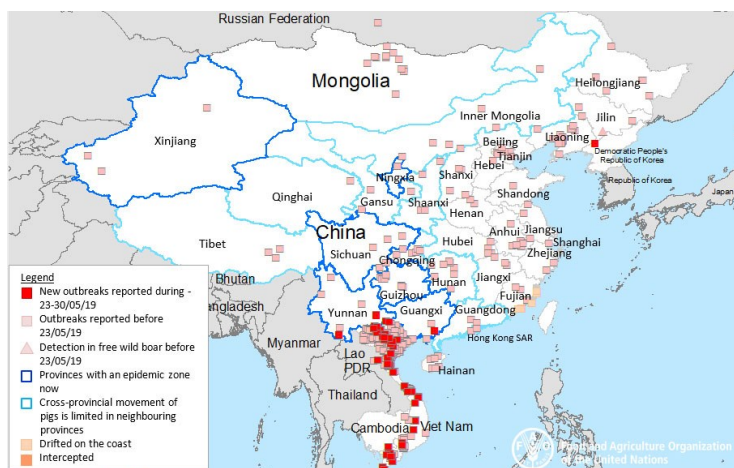 Russian Federation
Mongolia
Heilongjiang
Jilin
Inner Mongolia
Liaoning
Xinjiang
Beijing
Tianjin
Hebei
Democratic People's
Republic of Korea
Republic of Korea
Ningxia
Shanxi
Qinghai
Gansu
Shaanxi
Shandong
Japan
Henan
China
Anhui
Jiangsu
Tibet
Sichuan
Hubei
Shanghai
Chongqing
Zhejiang
Legend
New outbreaks reported during -
23-30/05/19
Outbreaks reported before
23/05/19
Detection in free wild boar before
23/05/19
Provinces with an epidemic zone
now
Cross-provincial movement of
pigs is limited in neighbouring
provinces
Drifted on the coast
Intercepted
Bhutan
Hunan
Jiangxi
Guizhou
Fujian
Yunnan
Guangxi
Guangdong
Hong Kong SAR
Myanmar
Lao
PDR
Hainan
Thailand
Cambodia
Viet Nam
Food and Agriculture Organization
of the United Nations